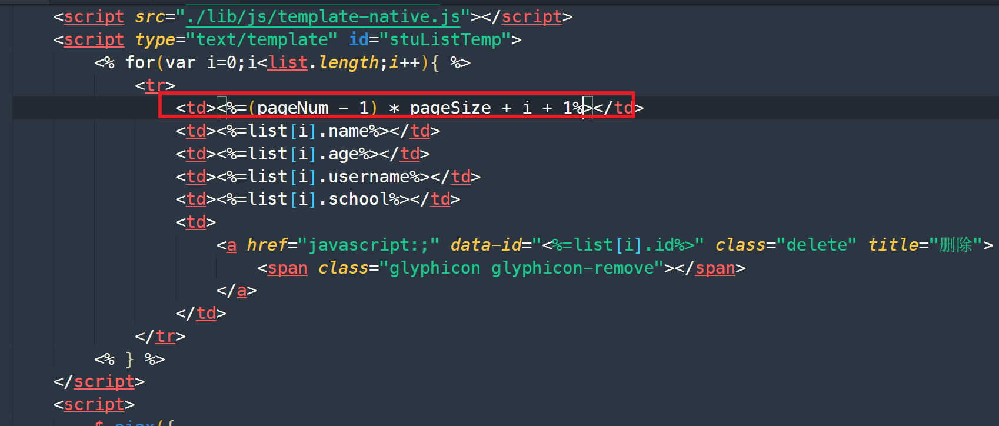 <script src="./lib/js/template-native.js"></script>
<script type="text/template" id="stuListTemp">
<% for(var i=0;i<list.length;i++){ %>
<tr>
<td><%=(pageNum - 1) * pageSize + i + 1%></td>
<td><%=list[i].name%></td>
<td><%=list[i].age%></td>
<td><%=list[i].username%></td>
<td><%=list[i].school%></td>
<td>
<a href="javascript:;" data-id="<%=list[i].id%>" class="delete" title="删除">
<span class="glyphicon glyphicon-remove"></span>
</a>
</td>
</tr>
<% } %>
</script>
<script>
$.ajax({